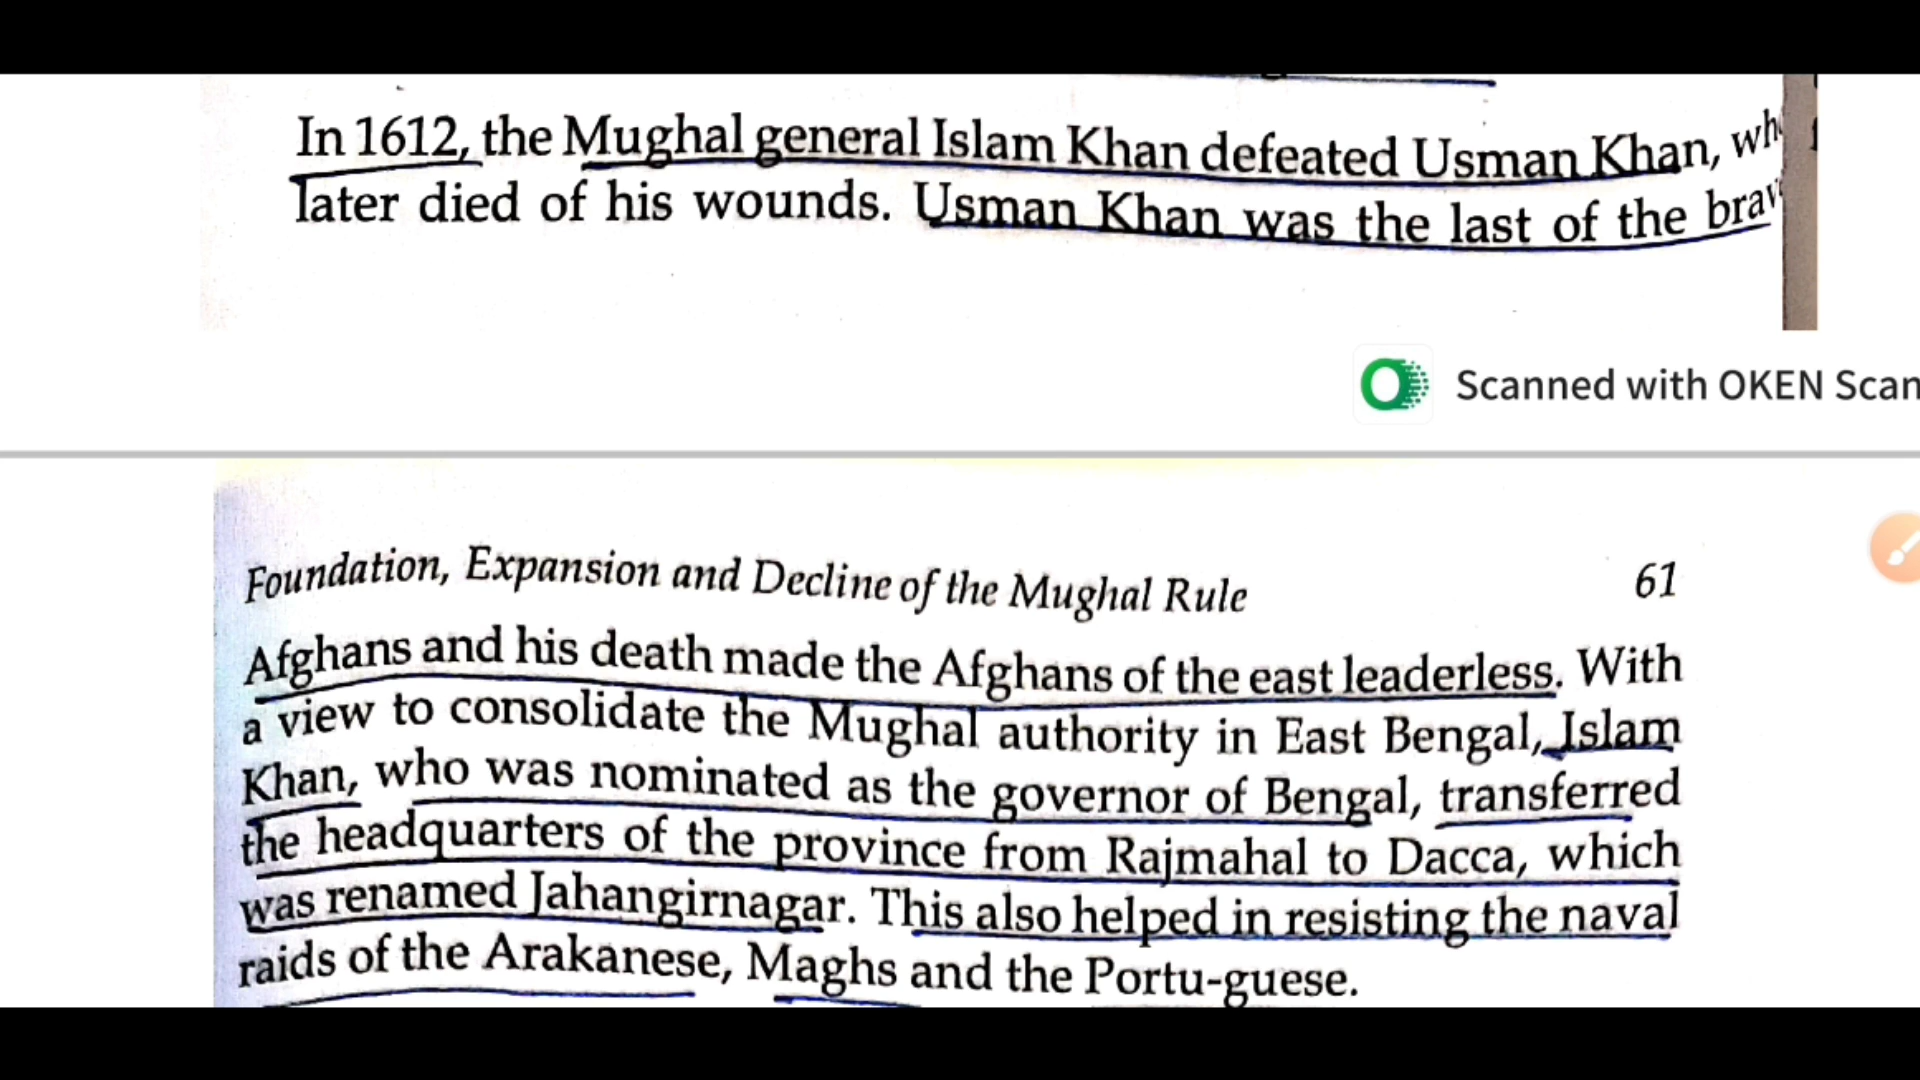 In 1612, the Mughal general Islam Khan defeated Usman Khan, wh
later died of his wounds. Usman Khan was the last of the brav
Scanned with OKEN Scan
Foundation, Expansion and Decline of the Mughal Rule 61
Afghans and his death made the Afghans of the east leaderless. With
a view to consolidate the Mughal authority in East Bengal, Islam
Khan, who was nominated as the governor of Bengal, transferred
the headquarters of the province from Rajmahal to Dacca, which
was renamed Jahangirnagar. This also helped in resisting the naval
raids of the Arakanese, Maghs and the Portu-guese.